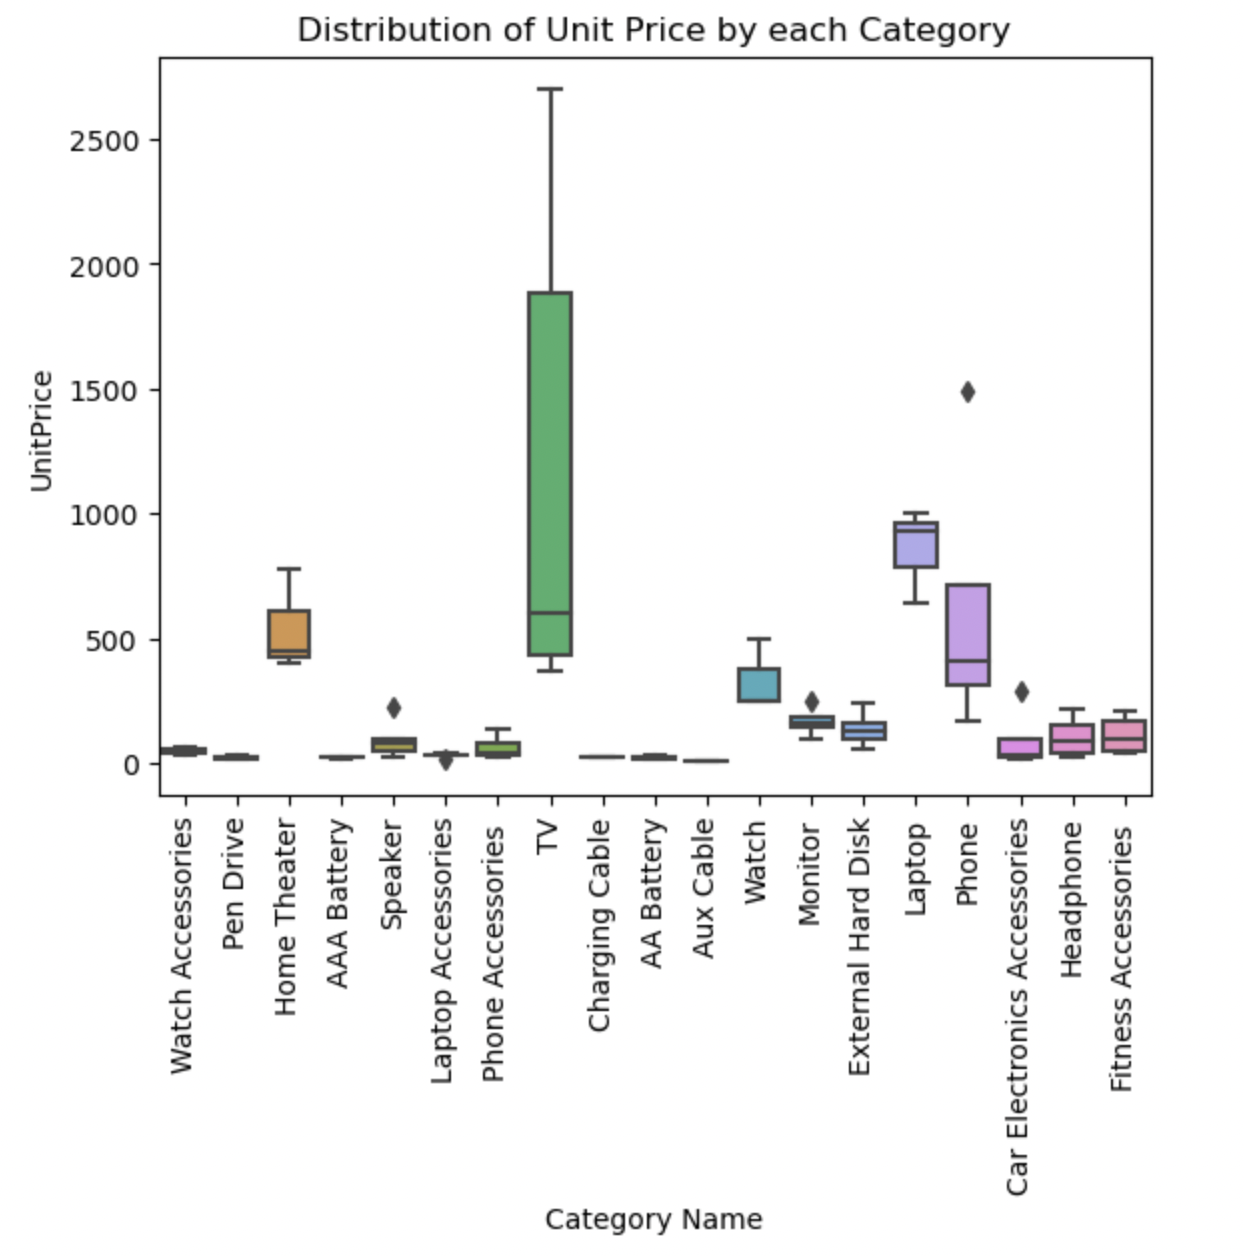 Distribution of Unit Price by each Category
2500
2000
1500
1000
500
0
UnitPrice
Watch Accessories
Pen Drive
Home Theater
AAA Battery
Speaker
Laptop Accessories
Phone Accessories
TV
Charging Cable
AA Battery
Aux Cable
Watch
Monitor
External Hard Disk
Laptop
Phone
Car Electronics Accessories
Headphone
Fitness Accessories
Category Name